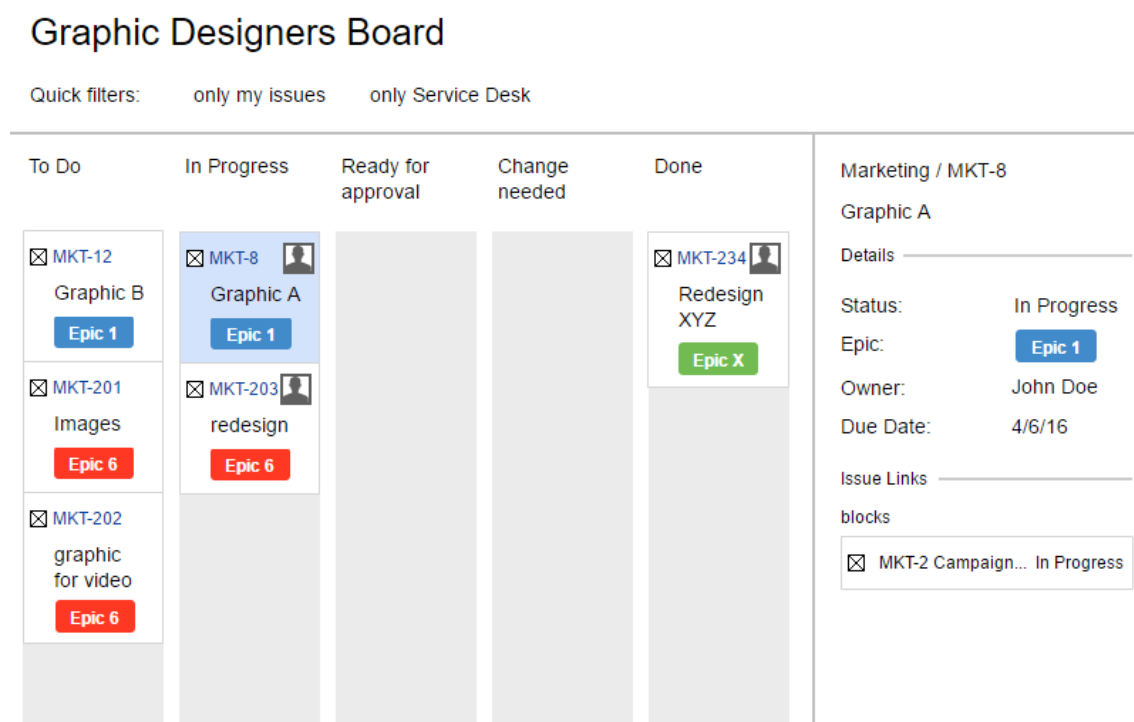 Graphic Designers Board
Quick filters: only my issues only Service Desk
To Do
MKT-12
Graphic B
Epic 1
MKT-201
Images
Epic 6
MKT-202
graphic
for video
Epic 6
In Progress
MKT-8
Graphic A
Epic 1
MKT-203
redesign
Epic 6
Ready for
approval
Change
needed
Done
MKT-234
Redesign
XYZ
Epic X
Marketing / MKT-8
Graphic A
Details
Status: In Progress
Epic: Epic 1
Owner: John Doe
Due Date: 4/6/16
Issue Links
blocks
MKT-2 Campaign... In Progress